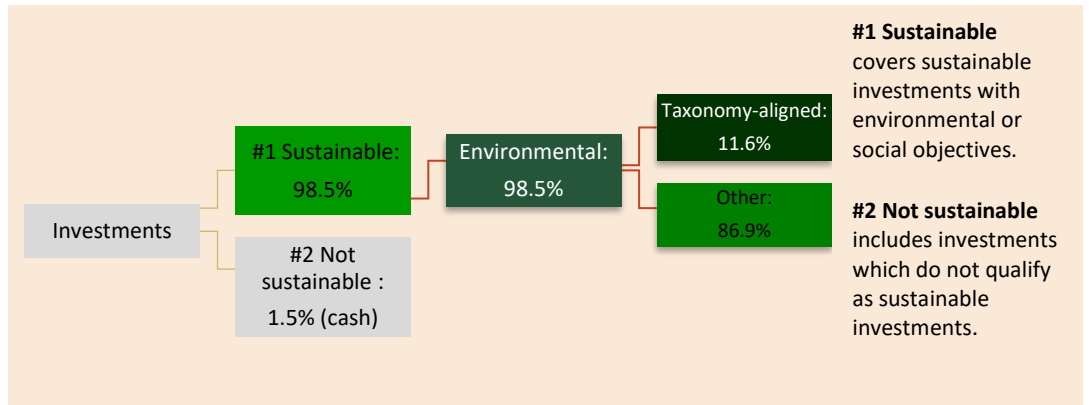 Investments
#1 Sustainable:
98.5%
#2 Not
sustainable :
1.5% (cash)
Environmental:
98.5%
Taxonomy-aligned:
11.6%
Other:
86.9%
#1 Sustainable
covers sustainable
investments with
environmental or
social objectives.
#2 Not sustainable
includes investments
which do not qualify
as sustainable
investments.